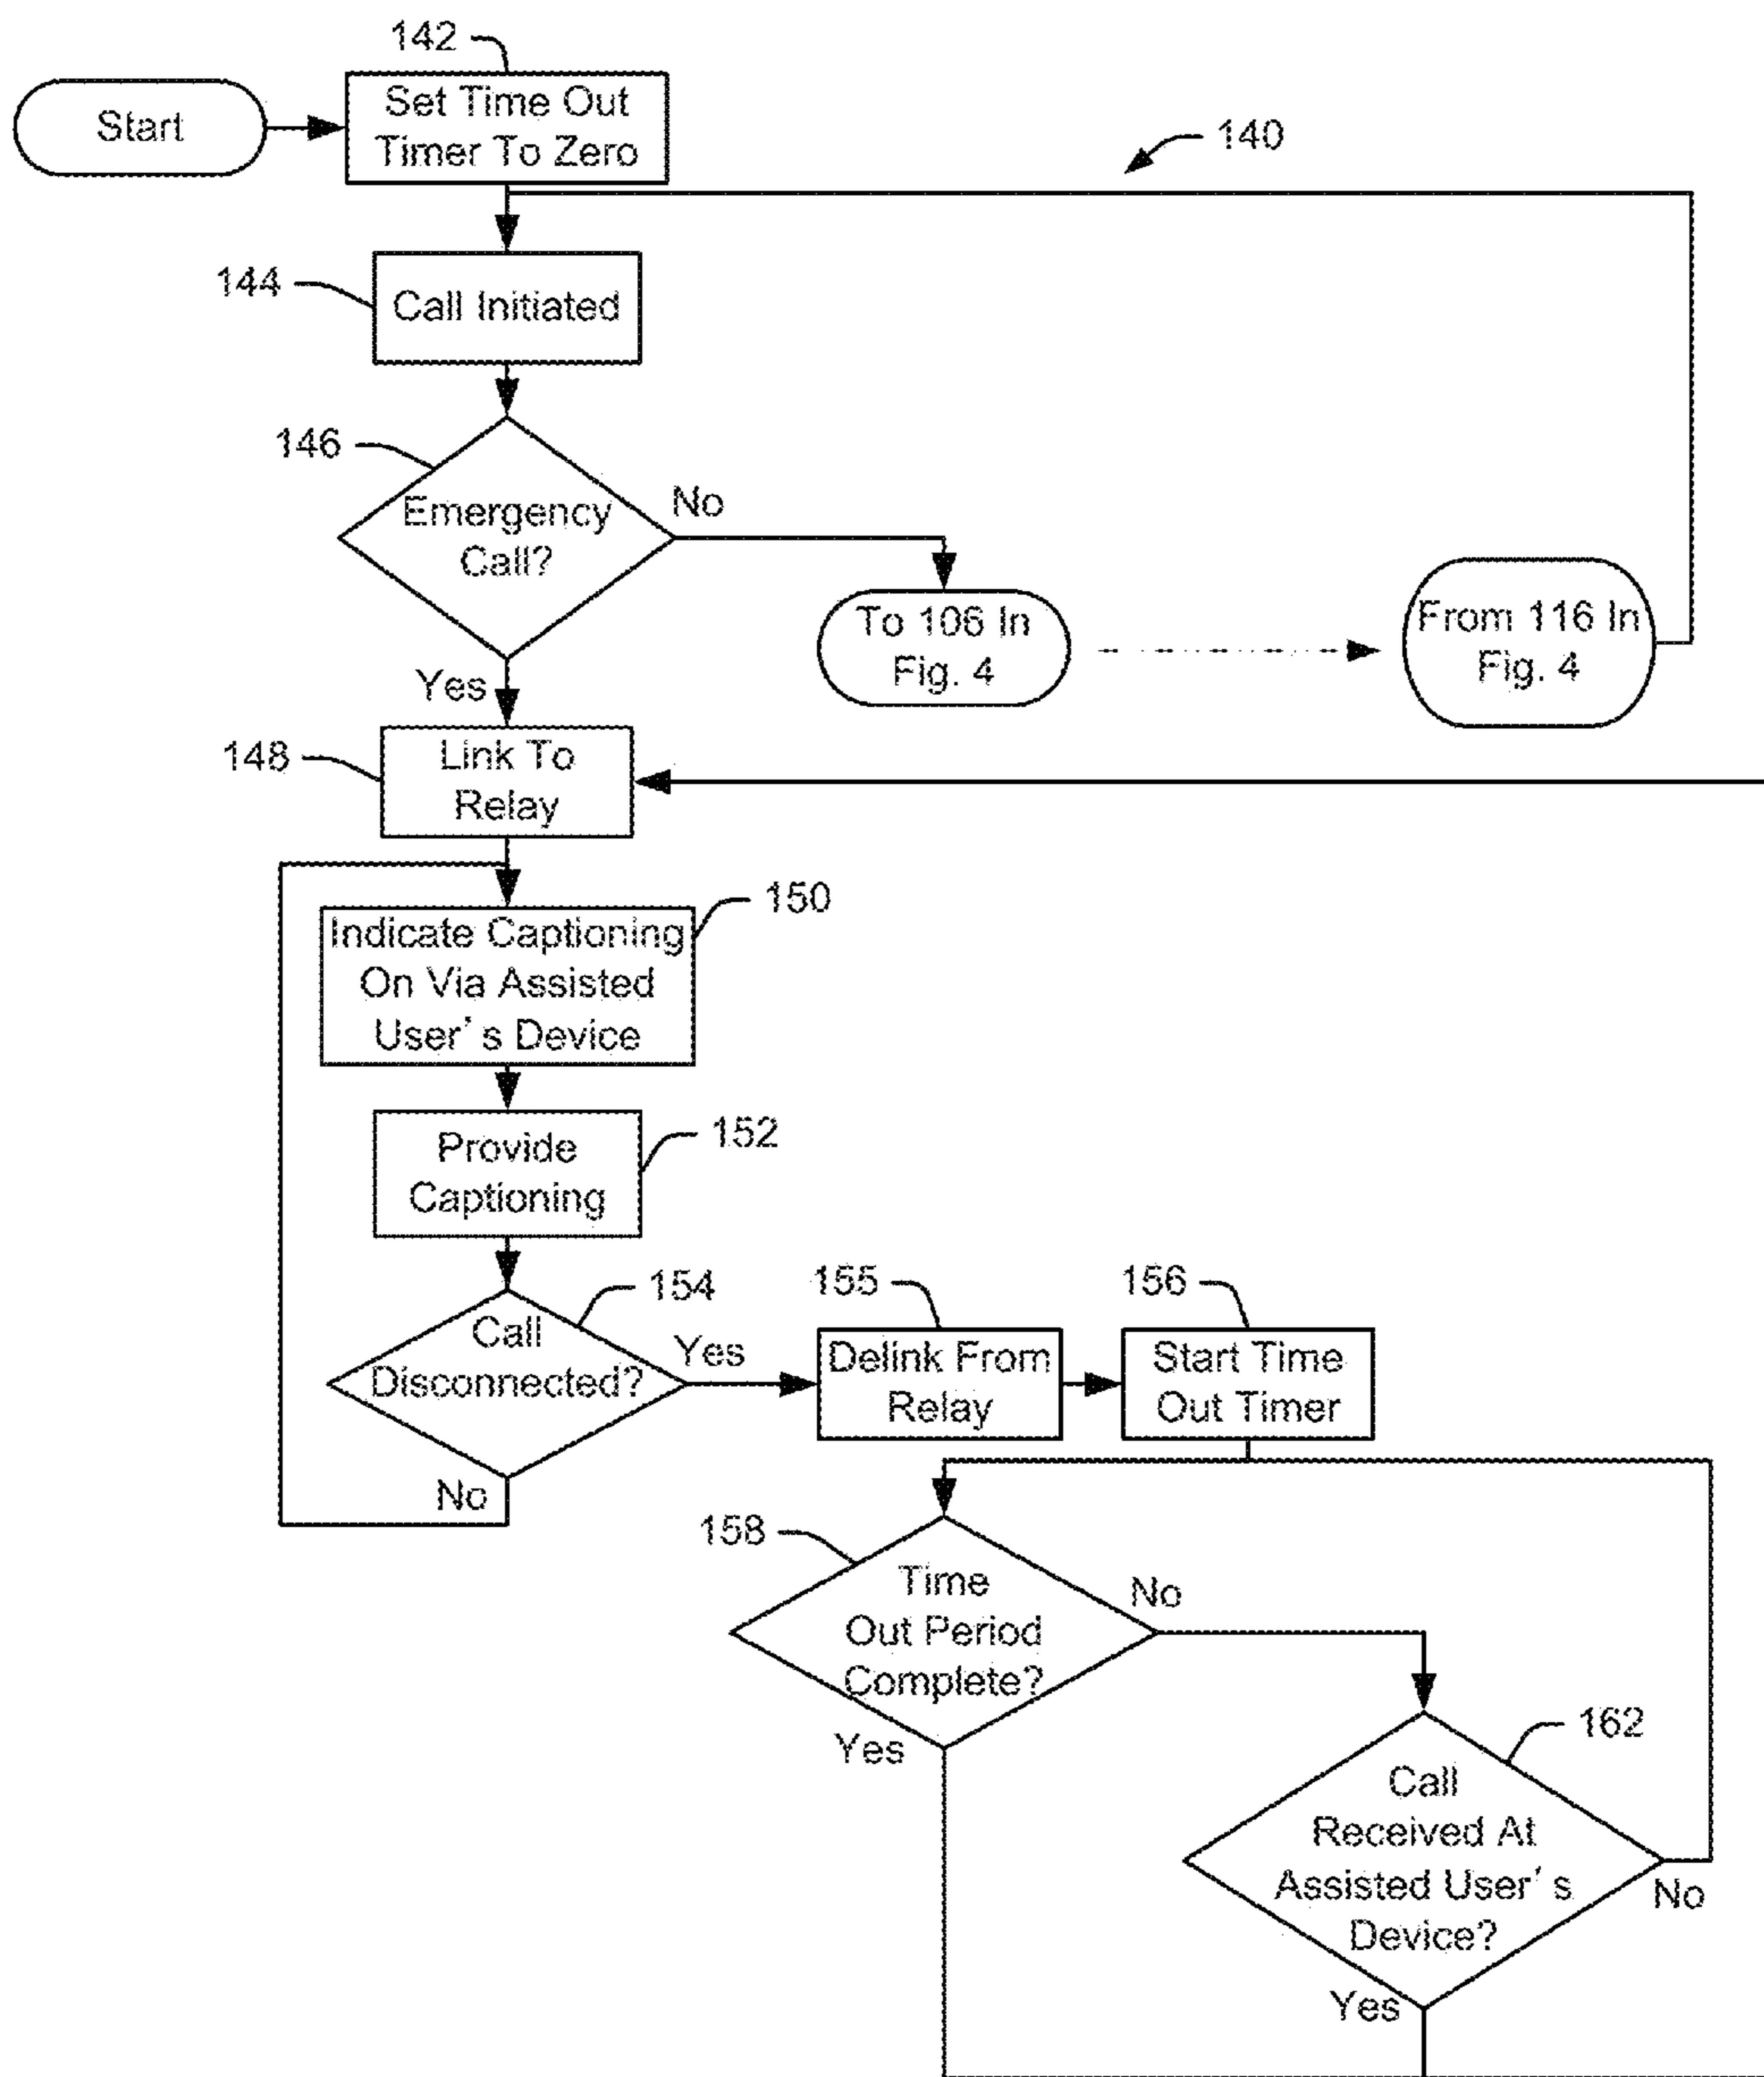 142
Start
Set Time Out
Timer To Zero
140
144
Call Initiated
146
Emergency
Call?
No
To 106 In
Fig. 4
From 116 In
Fig. 4
Yes
148
Link To
Relay
150
Indicate Captioning
On Via Assisted
User's Device
152
Provide
Captioning
154
Call
Disconnected?
Yes
No
155
Delink From
Relay
156
Start Time
Out Timer
158
Time
Out Period
Complete?
No
Yes
162
Call
Received At
Assisted User's
Device?
No
Yes